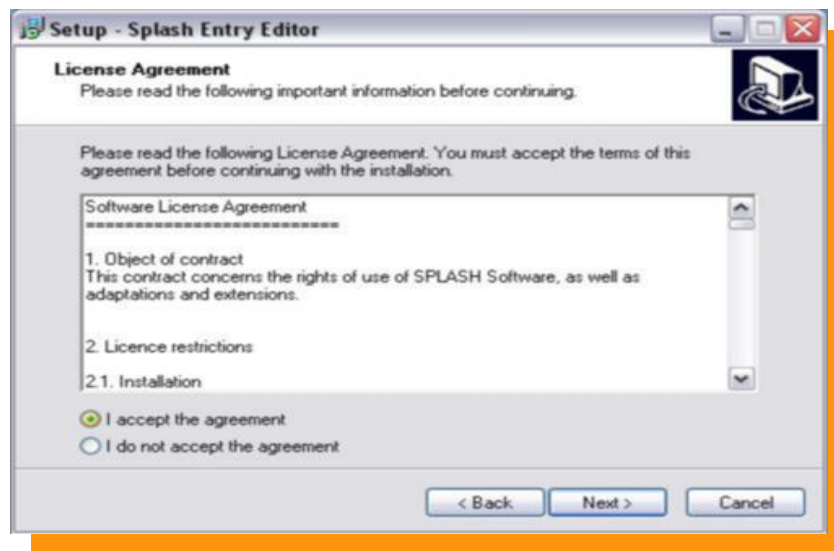 Setup - Splash Entry Editor
License Agreement
Please read the following important information before continuing.
Please read the following License Agreement. You must accept the terms of this
agreement before continuing with the installation.
Software License Agreement
==========================
1. Object of contract
This contract concerns the rights of use of SPLASH Software, as well as
adaptations and extensions.
2. Licence restrictions
2.1. Installation
I accept the agreement
I do not accept the agreement
< Back
Next >
Cancel